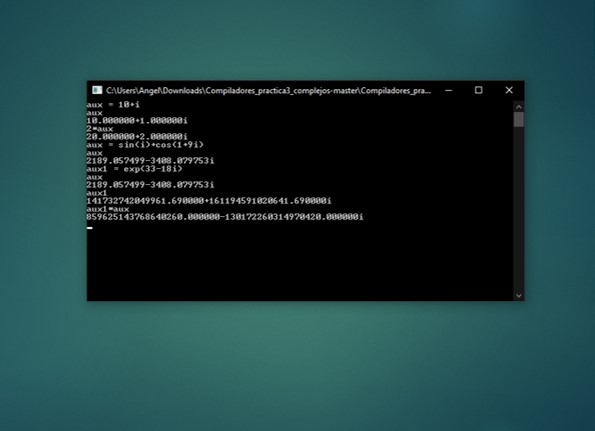 C:\Users\Angel\Downloads\Compiladores_practica3_complejos-master\Compiladores_pra...
aux = 10+i
aux
10.000000+1.000000i
2*aux
20.000000+2.000000i
aux = sin(i)+cos(1+9i)
aux
2189.057499-3408.079753i
aux1 = exp(33-18i)
aux
2189.057499-3408.079753i
aux1
141732742049961.690000+161194591020641.690000i
aux1*aux
859625143768640260.000000-130172260314970420.000000i